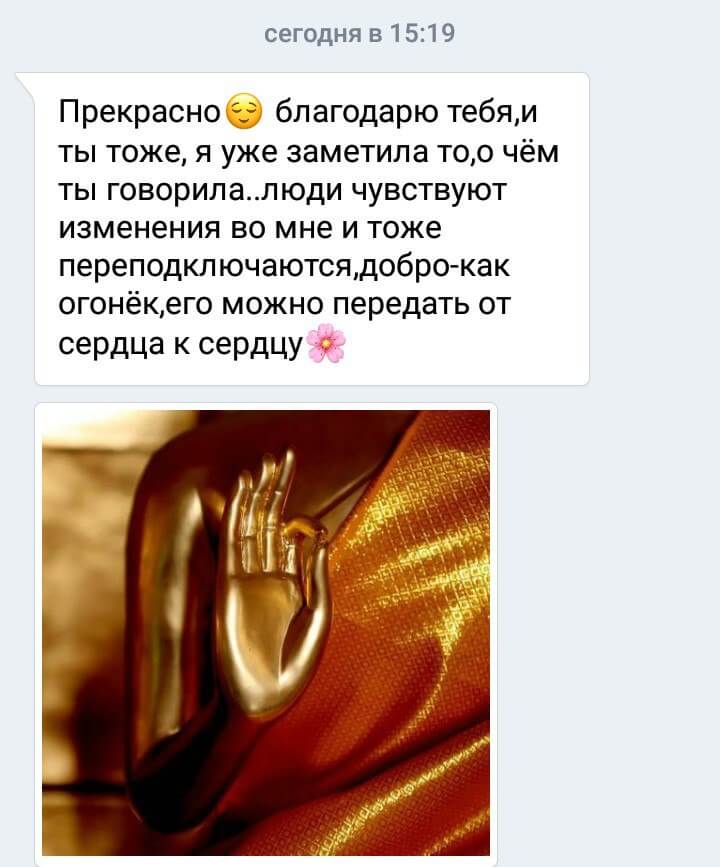 сегодня в 15:19
Прекрасно😌 благодарю тебя,и
ты тоже, я уже заметила то,о чём
ты говорила..люди чувствуют
изменения во мне и тоже
переподключаются,добро-как
огонёк,его можно передать от
сердца к сердцу🌸